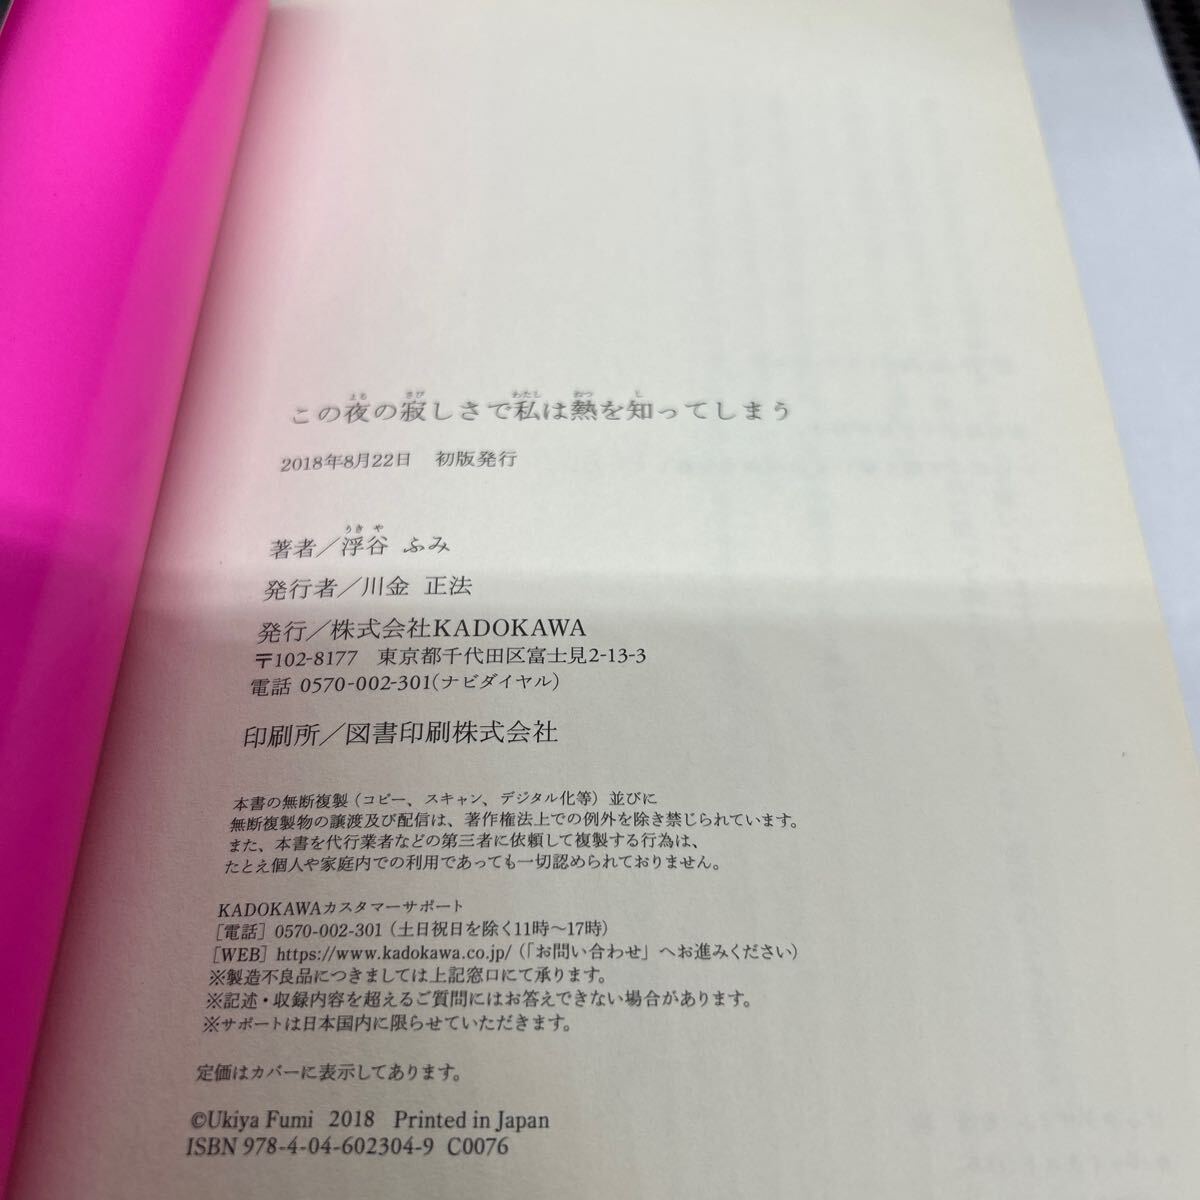 この夜の寂しさで私は熱を知ってしまう
よる さび わたし ねつ し
2018年8月22日 初版発行
うき や
著者／浮谷 ふみ
発行者／川金 正法
発行／株式会社KADOKAWA
〒102-8177 東京都千代田区富士見2-13-3
電話 0570-002-301（ナビダイヤル）
印刷所／図書印刷株式会社
本書の無断複製（コピー、スキャン、デジタル化等）並びに
無断複製物の譲渡及び配信は、著作権法上での例外を除き禁じられています。
また、本書を代行業者などの第三者に依頼して複製する行為は、
たとえ個人や家庭内での利用であっても一切認められておりません。
KADOKAWAカスタマーサポート
［電話］0570-002-301（土日祝日を除く11時〜17時）
［WEB］https://www.kadokawa.co.jp/（「お問い合わせ」へお進みください）
※製造不良品につきましては上記窓口にて承ります。
※記述・収録内容を超えるご質問にはお答えできない場合があります。
※サポートは日本国内に限らせていただきます。
定価はカバーに表示してあります。
©Ukiya Fumi 2018 Printed in Japan
ISBN 978-4-04-602304-9 C0076